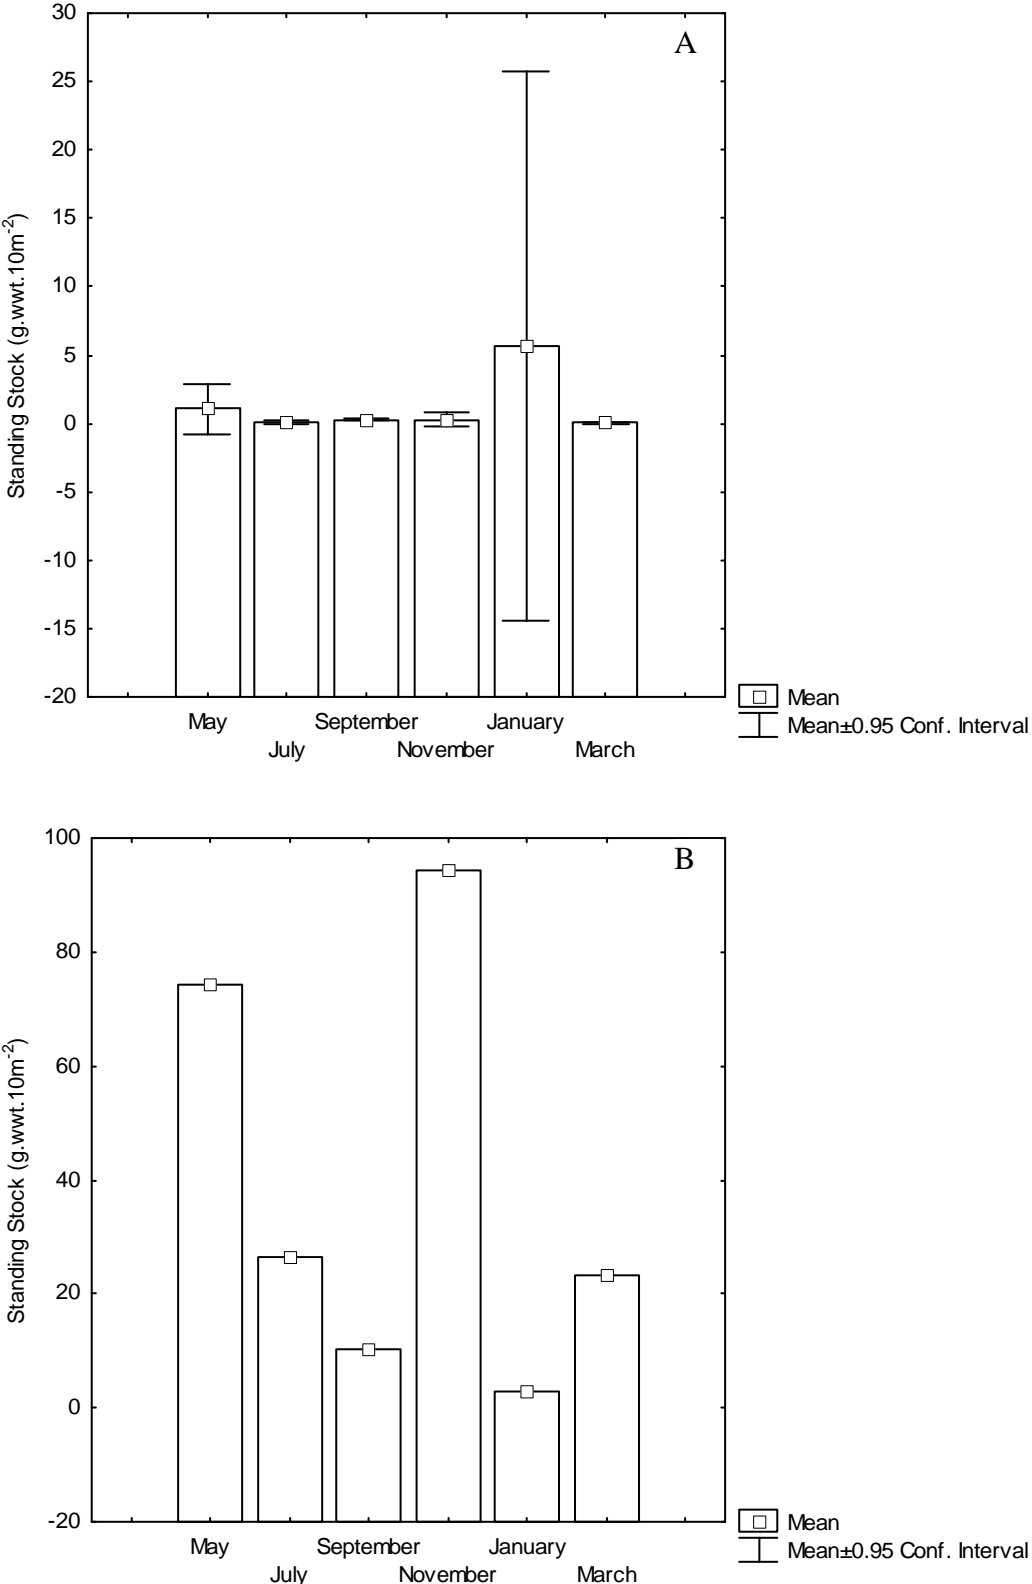 A
30
25
20
15
10
5
0
-5
-10
-15
-20
Standing Stock (g.wwt.10m-2)
May September January
July November March
Mean
Mean±0.95 Conf. Interval
B
100
80
60
40
20
0
-20
Standing Stock (g.wwt.10m-2)
May September January
July November March
Mean
Mean±0.95 Conf. Interval